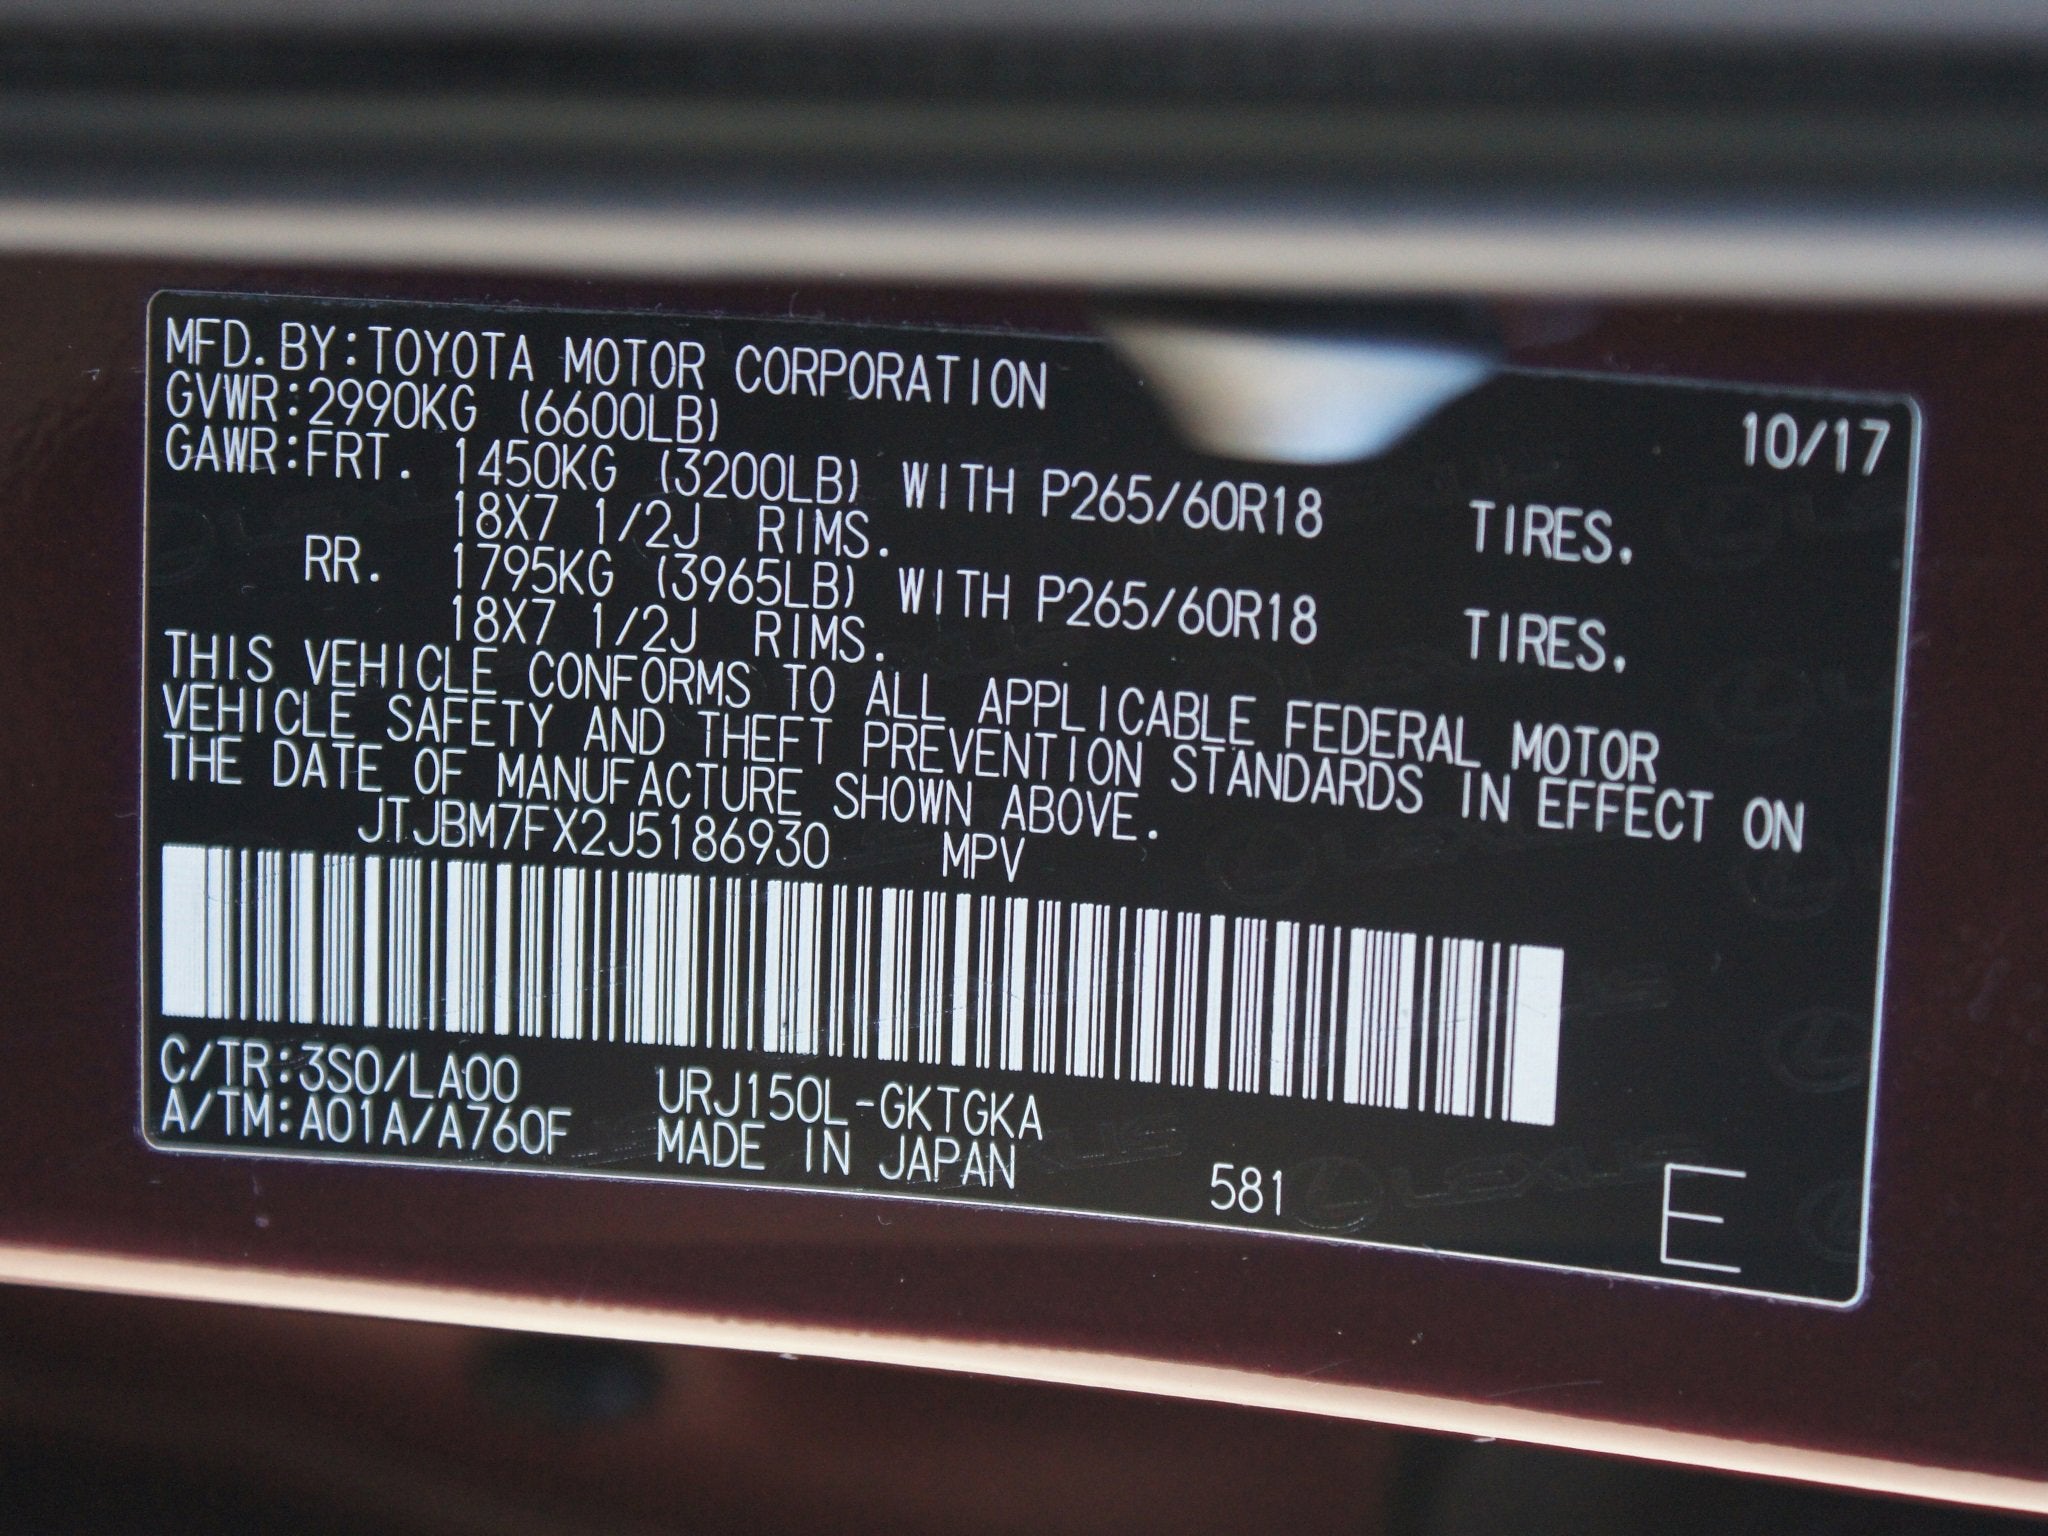 MFD.BY:TOYOTA MOTOR CORPORATION 10/17
GVWR:2990KG (6600LB)
GAWR:FRT. 1450KG (3200LB) WITH P265/60R18 TIRES,
18X7 1/2J RIMS.
RR. 1795KG (3965LB) WITH P265/60R18 TIRES,
18X7 1/2J RIMS.
THIS VEHICLE CONFORMS TO ALL APPLICABLE FEDERAL MOTOR
VEHICLE SAFETY AND THEFT PREVENTION STANDARDS IN EFFECT ON
THE DATE OF MANUFACTURE SHOWN ABOVE.
JTJBM7FX2J5186930 MPV
C/TR:3S0/LA00 URJ150L-GKTGKA
A/TM:A01A/A760F MADE IN JAPAN 581 E
LEXUS